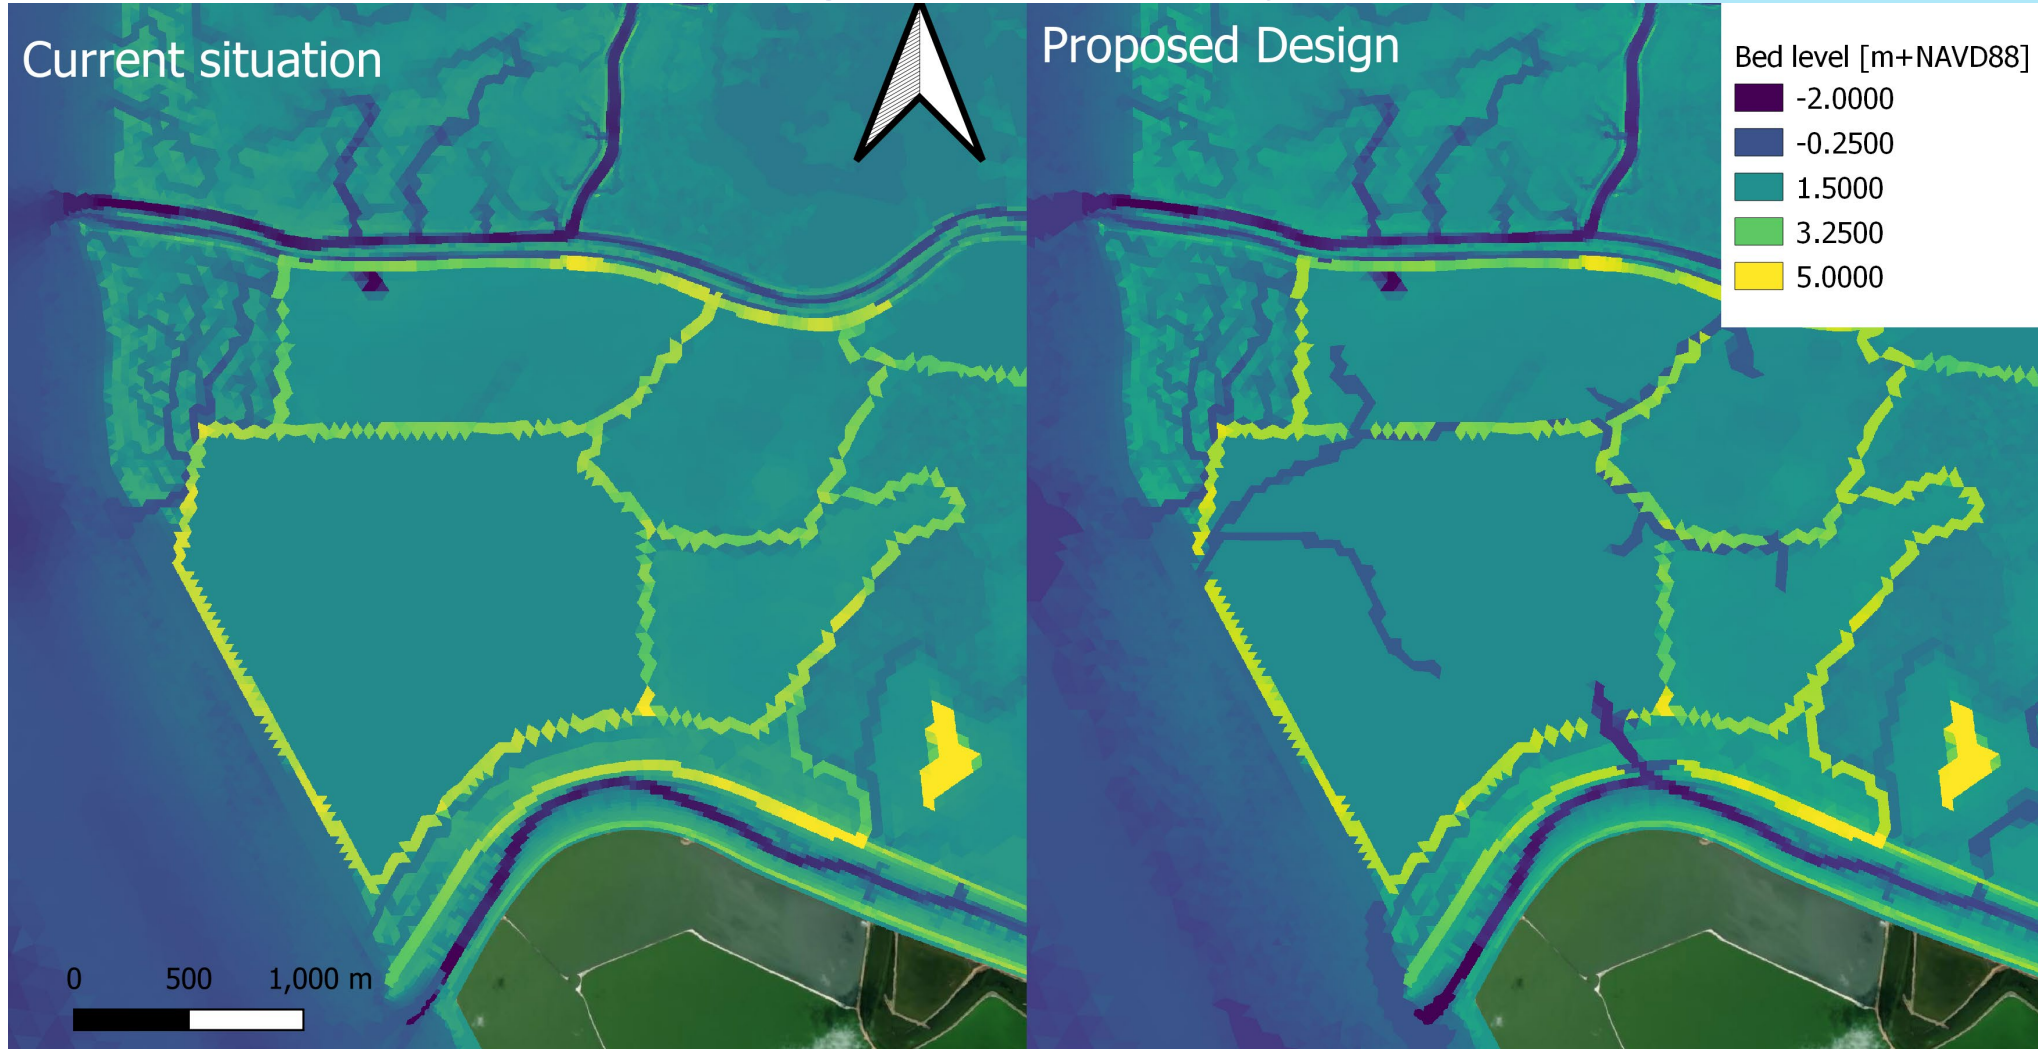 Current situation
Proposed Design
Bed level [m+NAVD88]
-2.0000
-0.2500
1.5000
3.2500
5.0000
0 500 1,000 m